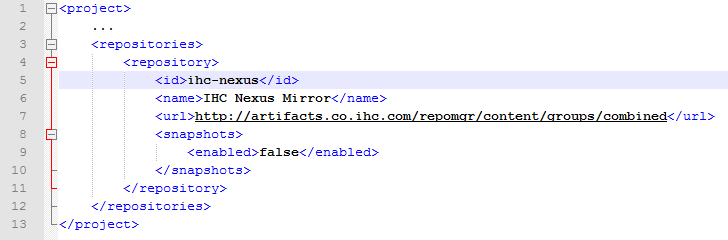 1 <project>
2 ...
3 <repositories>
4 <repository>
5 <id>ihc-nexus</id>
6 <name>IHC Nexus Mirror</name>
7 <url>http://artifacts.co.ihc.com/repomgr/content/groups/combined</url>
8 <snapshots>
9 <enabled>false</enabled>
10 </snapshots>
11 </repository>
12 </repositories>
13 </project>